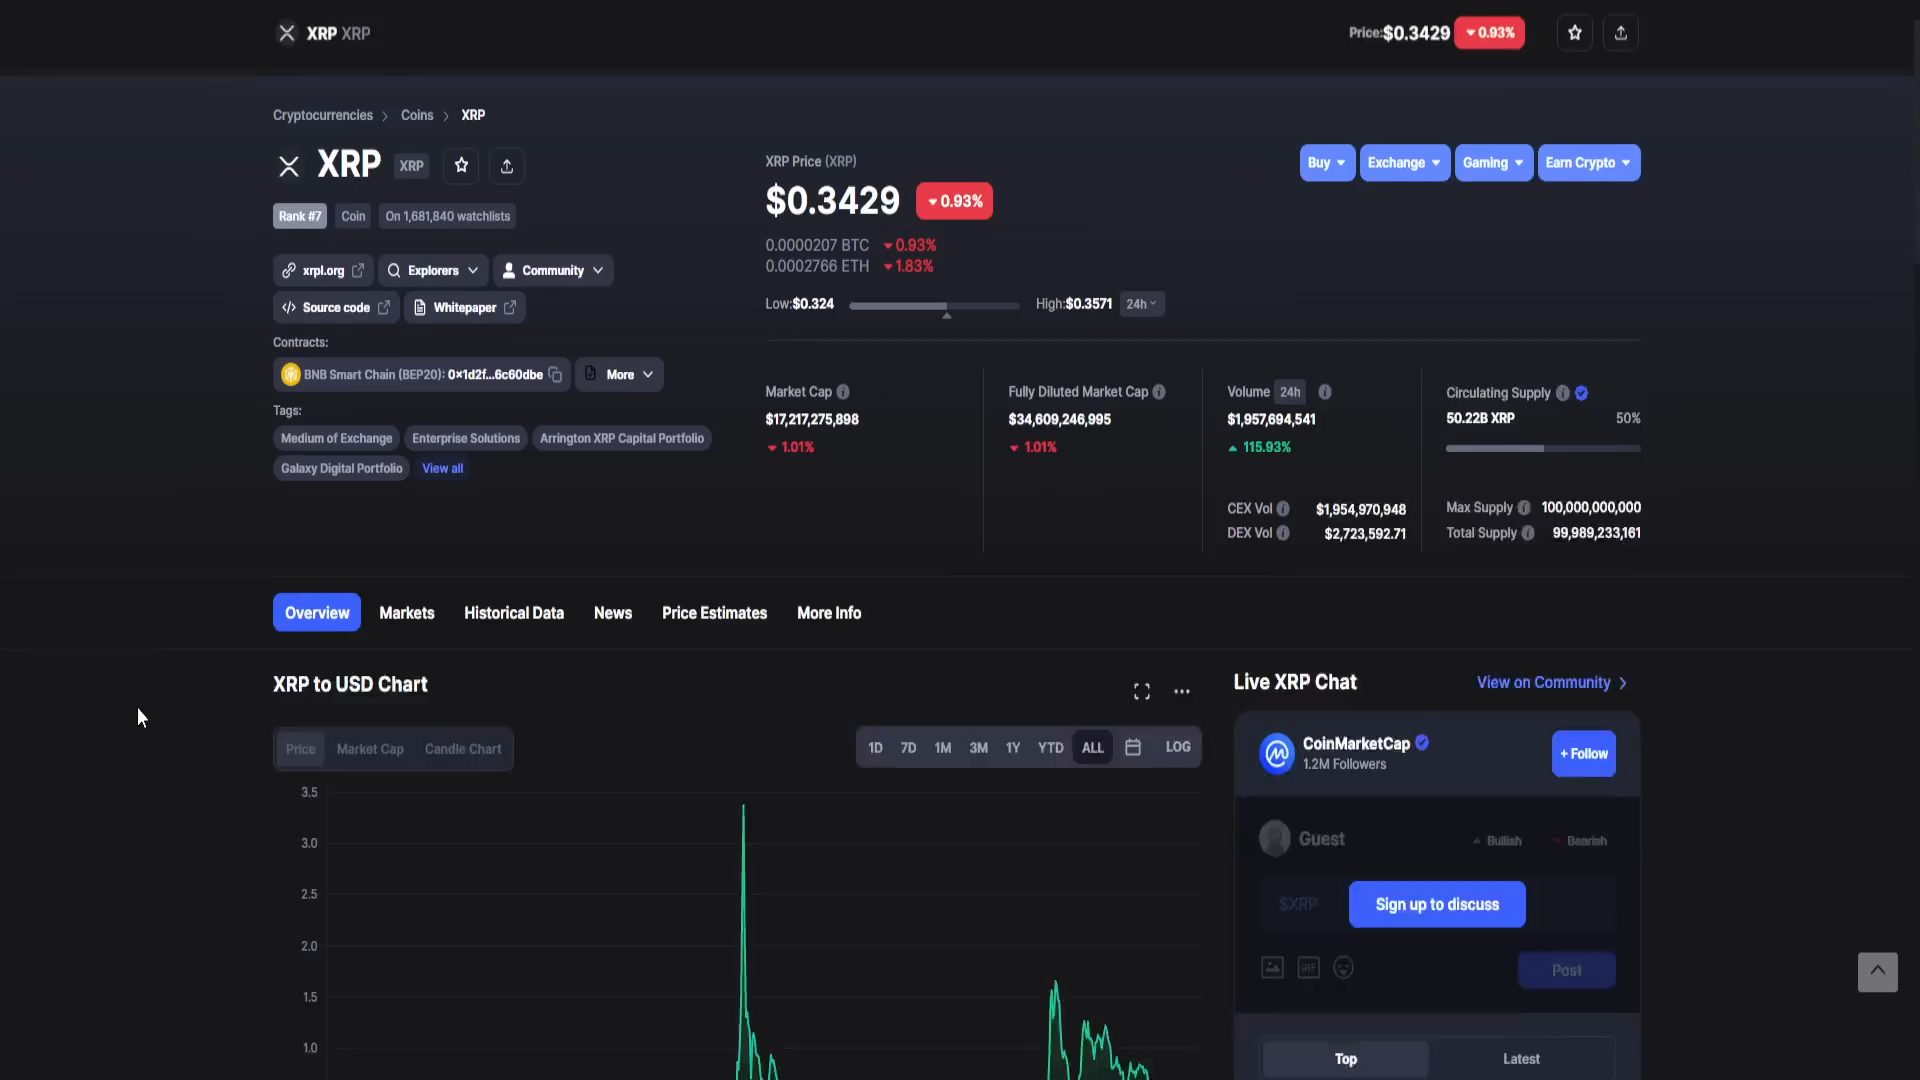 XRP XRP
Price:$0.3429 0.93%
Cryptocurrencies Coins XRP
XRP XRP
Rank #7 Coin On 1,681,840 watchlists
xrpl.org Explorers Community
Source code Whitepaper
Contracts:
BNB Smart Chain (BEP20): 0x1d2f...6c60dbe More
Tags:
Medium of Exchange Enterprise Solutions Arrington XRP Capital Portfolio
Galaxy Digital Portfolio View all
XRP Price (XRP)
$0.3429 0.93%
0.0000207 BTC 0.93%
0.0002766 ETH 1.83%
Low:$0.324 High:$0.3571 24h
Buy Exchange Gaming Earn Crypto
Market Cap
$17,217,275,898
1.01%
Fully Diluted Market Cap
$34,609,246,995
1.01%
Volume 24h
$1,957,694,541
115.93%
CEX Vol $1,954,970,948
DEX Vol $2,723,592.71
Circulating Supply
50.22B XRP 50%
Max Supply 100,000,000,000
Total Supply 99,989,233,161
Overview Markets Historical Data News Price Estimates More Info
XRP to USD Chart
Price Market Cap Candle Chart
1D 7D 1M 3M 1Y YTD ALL LOG
3.5
3.0
2.5
2.0
1.5
1.0
Live XRP Chat View on Community
CoinMarketCap
1.2M Followers
+ Follow
Guest Bullish Bearish
$XRP
Sign up to discuss
GIF
Post
Top Latest